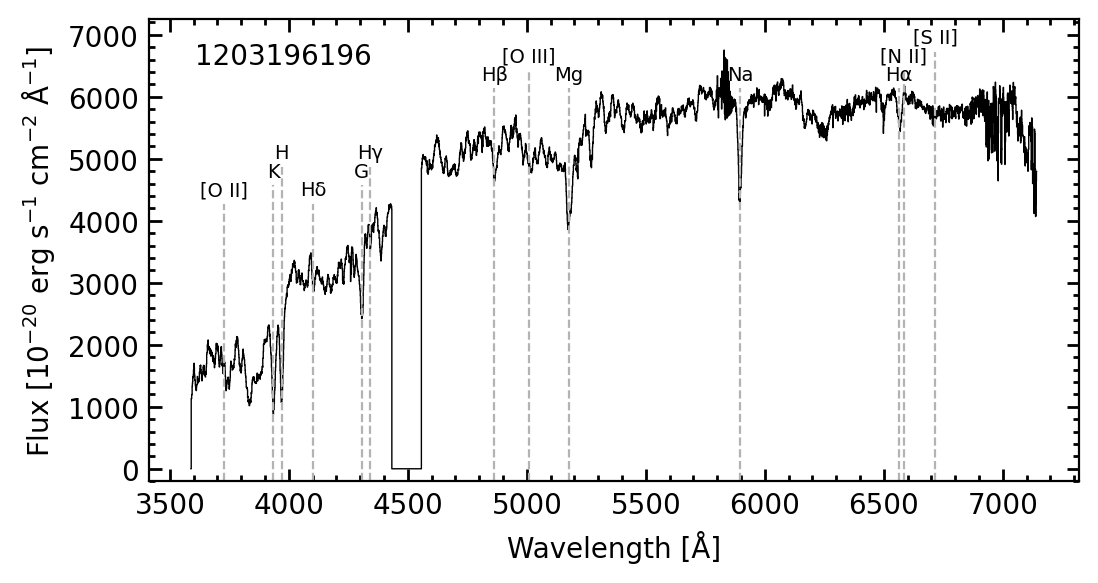 7000
6000
5000
4000
3000
2000
1000
0
Flux [10⁻²⁰ erg s⁻¹ cm⁻² Å⁻¹]
1203196196
[O II]
K
H
Hδ
G
Hγ
Hβ
[O III]
Mg
Na
[S II]
[N II]
Hα
3500 4000 4500 5000 5500 6000 6500 7000
Wavelength [Å]